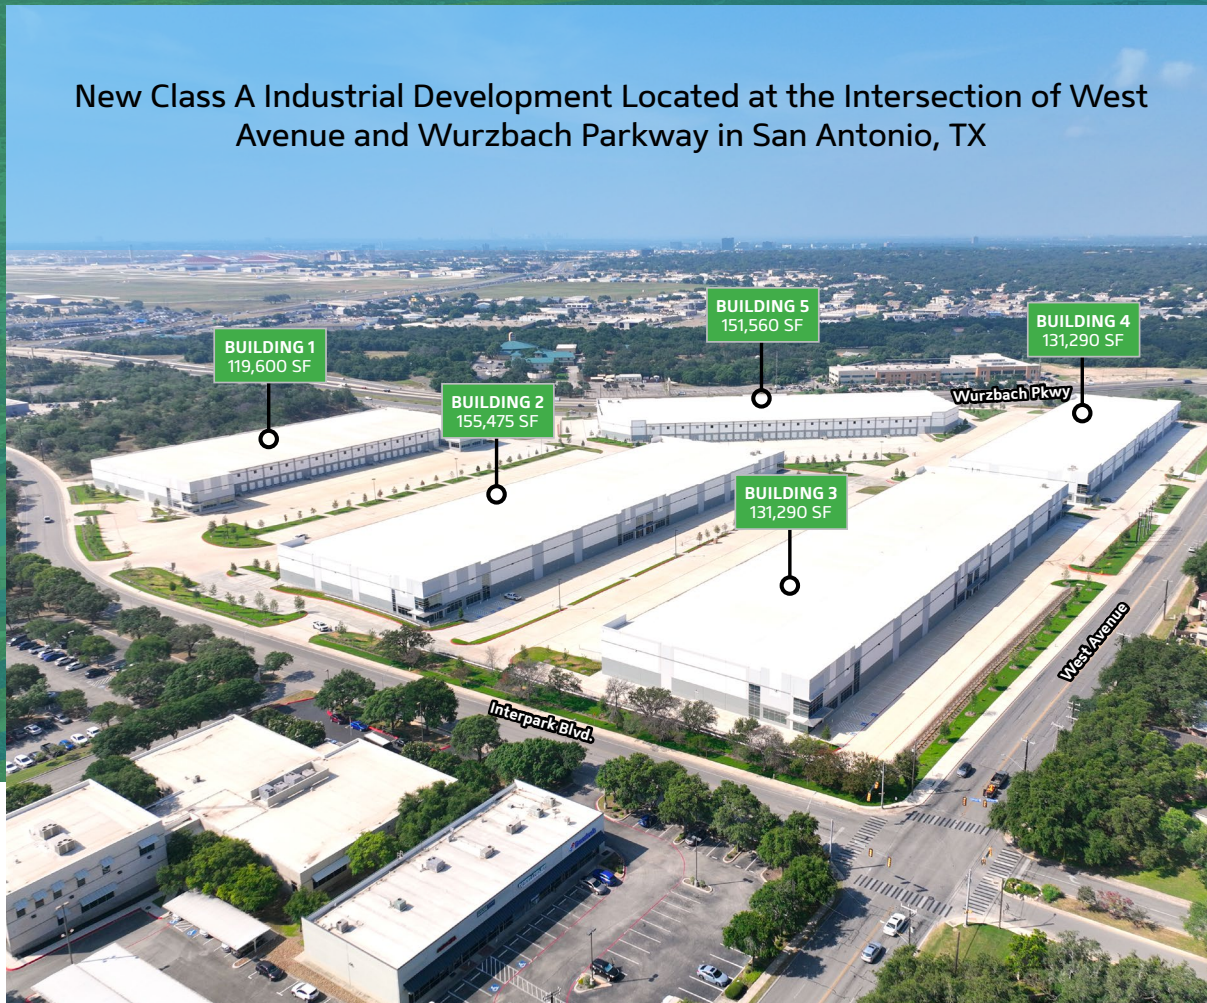 New Class A Industrial Development Located at the Intersection of West
Avenue and Wurzbach Parkway in San Antonio, TX
BUILDING 5
151,560 SF
BUILDING 4
131,290 SF
BUILDING 1
119,600 SF
BUILDING 2
155,475 SF
Wurzbach Pkwy
BUILDING 3
131,290 SF
West Avenue
Interpark Blvd.